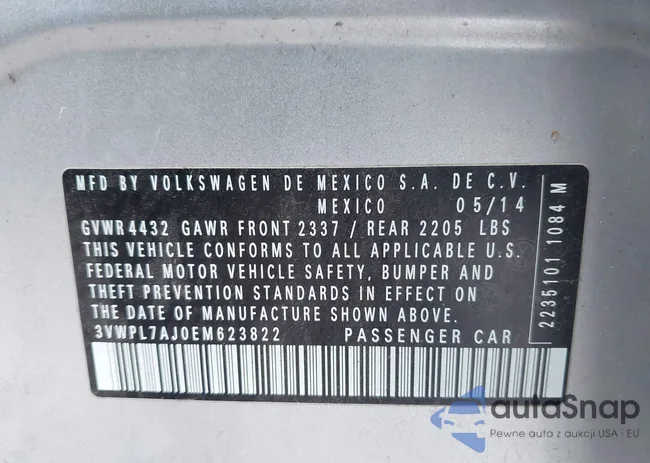 MFD BY VOLKSWAGEN DE MEXICO S.A. DE C.V.
MEXICO 05/14
GVWR 4432 GAWR FRONT 2337 / REAR 2205 LBS
THIS VEHICLE CONFORMS TO ALL APPLICABLE U.S.
FEDERAL MOTOR VEHICLE SAFETY, BUMPER AND
THEFT PREVENTION STANDARDS IN EFFECT ON
THE DATE OF MANUFACTURE SHOWN ABOVE.
3VWPL7AJ0EM623822 PASSENGER CAR
2235101 1084 M
autaSnap
Pewne auta z aukcji USA i EU